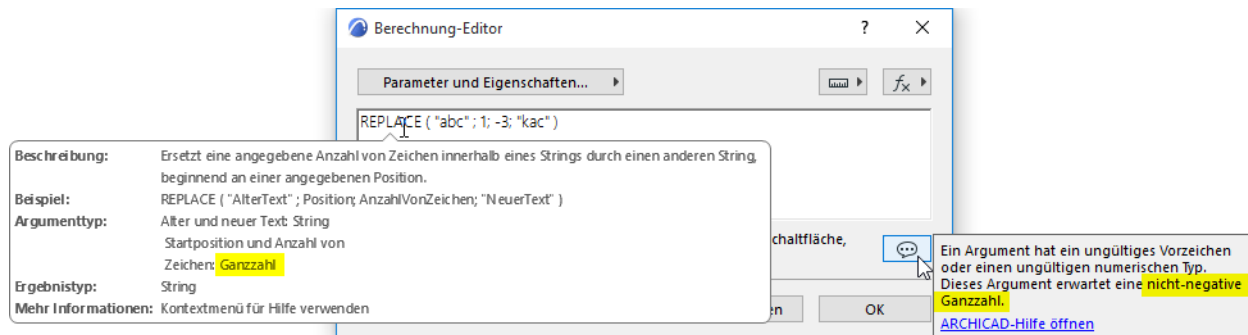 Berechnung-Editor ? ×
Parameter und Eigenschaften... fx
REPLACE ( "abc" ; 1; -3; "kac" )
Beschreibung: Ersetzt eine angegebene Anzahl von Zeichen innerhalb eines Strings durch einen anderen String,
beginnend an einer angegebenen Position.
Beispiel: REPLACE ( "AlterText" ; Position; AnzahlVonZeichen; "NeuerText" )
Argumenttyp: Alter und neuer Text: String
Startposition und Anzahl von
Zeichen: Ganzzahl
Ergebnistyp: String
Mehr Informationen: Kontextmenü für Hilfe verwenden
chaltfläche,
en OK
Ein Argument hat ein ungültiges Vorzeichen
oder einen ungültigen numerischen Typ.
Dieses Argument erwartet eine nicht-negative
Ganzzahl.
ARCHICAD-Hilfe öffnen